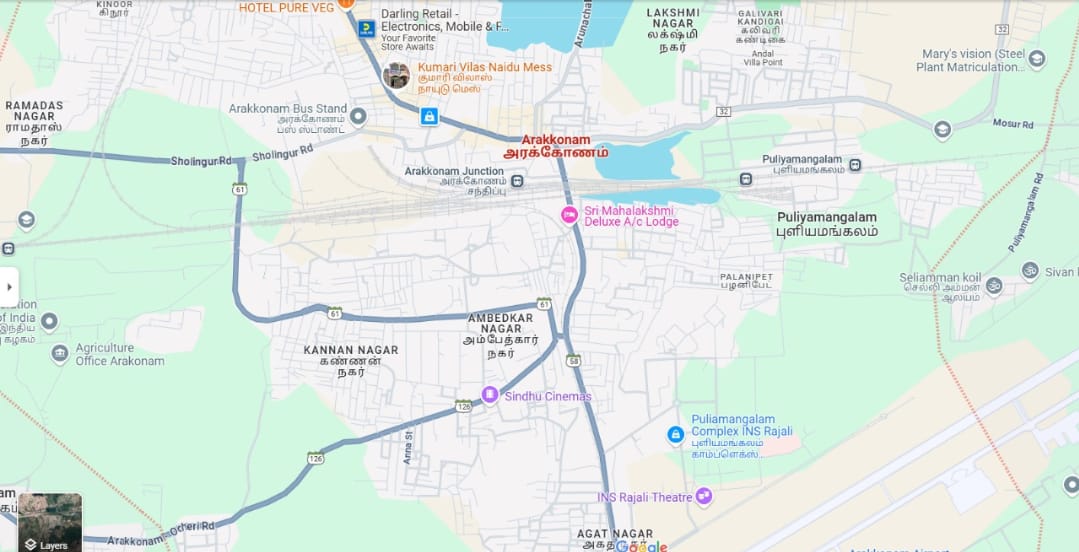 KINDOR
கிண்டோர்
HOTEL PURE VEG
Darling Retail -
Electronics, Mobile & F...
Your Favorite
Store Awaits
LAKSHMI
NAGAR
லக்ஷ்மி
நகர்
GALIVARI
KANDIGAI
கலிவரி
கண்டிகை
Andal
Villa Point
32
Mary's vision (Steel
Plant Matriculation...
Kumari Vilas Naidu Mess
குமாரி விலாஸ்
நாயுடு மெஸ்
RAMADAS
NAGAR
ராமதாஸ்
நகர்
Arakkonam Bus Stand
அரக்கோணம்
பஸ் ஸ்டாண்ட்
32
Mosur Rd
Arakkonam
அரக்கோணம்
Sholingur Rd
Sholingur Rd
Puliyamangalam
புளியமங்கலம்
Arakkonam Junction
அரக்கோணம்
சந்திப்பு
61
Puliyamangalam Rd
Sri Mahalakshmi
Deluxe A/c Lodge
Puliyamangalam
புளியமங்கலம்
PALANIPET
பழனிபேட்
Seliamman koil
செல்லி அம்மன்
ஆலயம்
Sivan k
61
61
of India
இந்திய
கழகம்
AMBEDKAR
NAGAR
அம்பேத்கார்
நகர்
KANNAN NAGAR
கண்ணன்
நகர்
Agriculture
Office Arakonam
58
Sindhu Cinemas
126
Anna St
Puliamangalam
Complex INS Rajali
புளியமங்கலம்
காம்ப்ளெக்ஸ்...
126
INS Rajali Theatre
Arakkonam - Ocheri Rd
AGAT NAGAR
Google
Layers